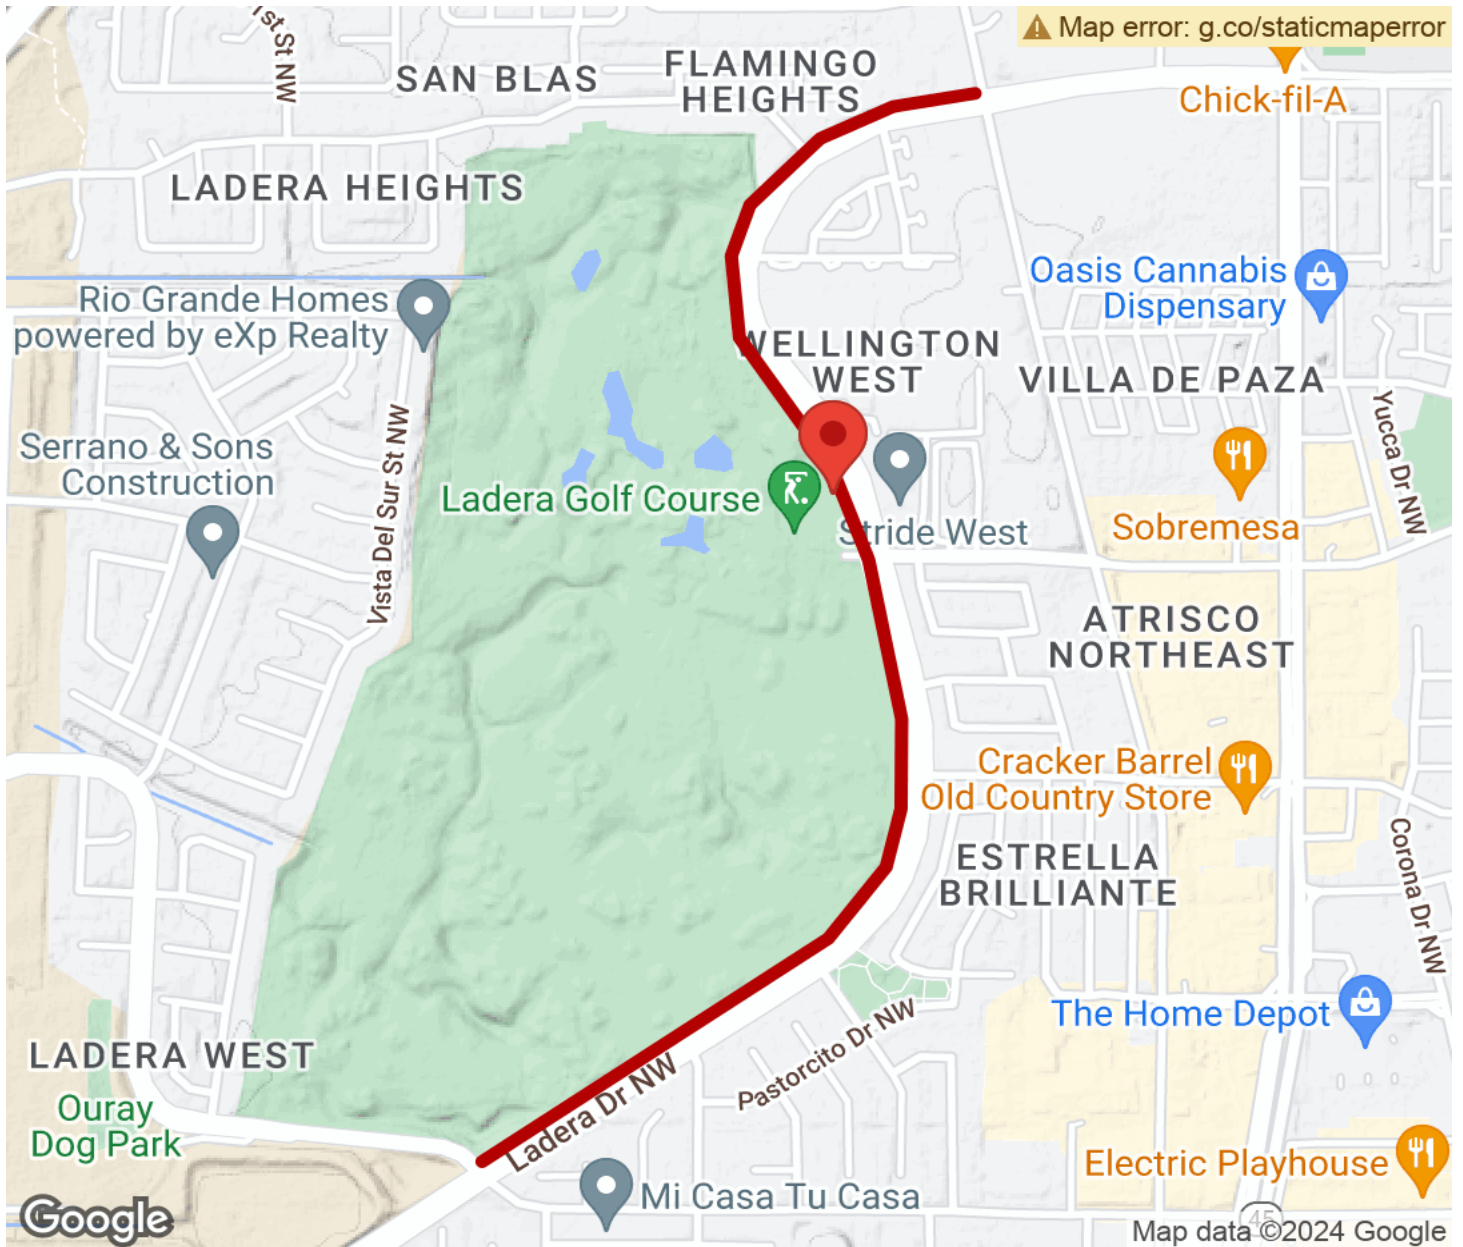 Map error: g.co/staticmaperror
1st St NW
SAN BLAS
FLAMINGO
HEIGHTS
Chick-fil-A
LADERA HEIGHTS
Oasis Cannabis
Dispensary
Rio Grande Homes
powered by eXp Realty
WELLINGTON
WEST
VILLA DE PAZA
Yucca Dr NW
Vista Del Sur St NW
Serrano & Sons
Construction
Ladera Golf Course
Stride West
Sobremesa
ATRISCO
NORTHEAST
Cracker Barrel
Old Country Store
Corona Dr NW
ESTRELLA
BRILLIANTE
The Home Depot
Pastorcito Dr NW
LADERA WEST
Ladera Dr NW
Ouray
Dog Park
Electric Playhouse
Mi Casa Tu Casa
45
Google
Map data ©2024 Google